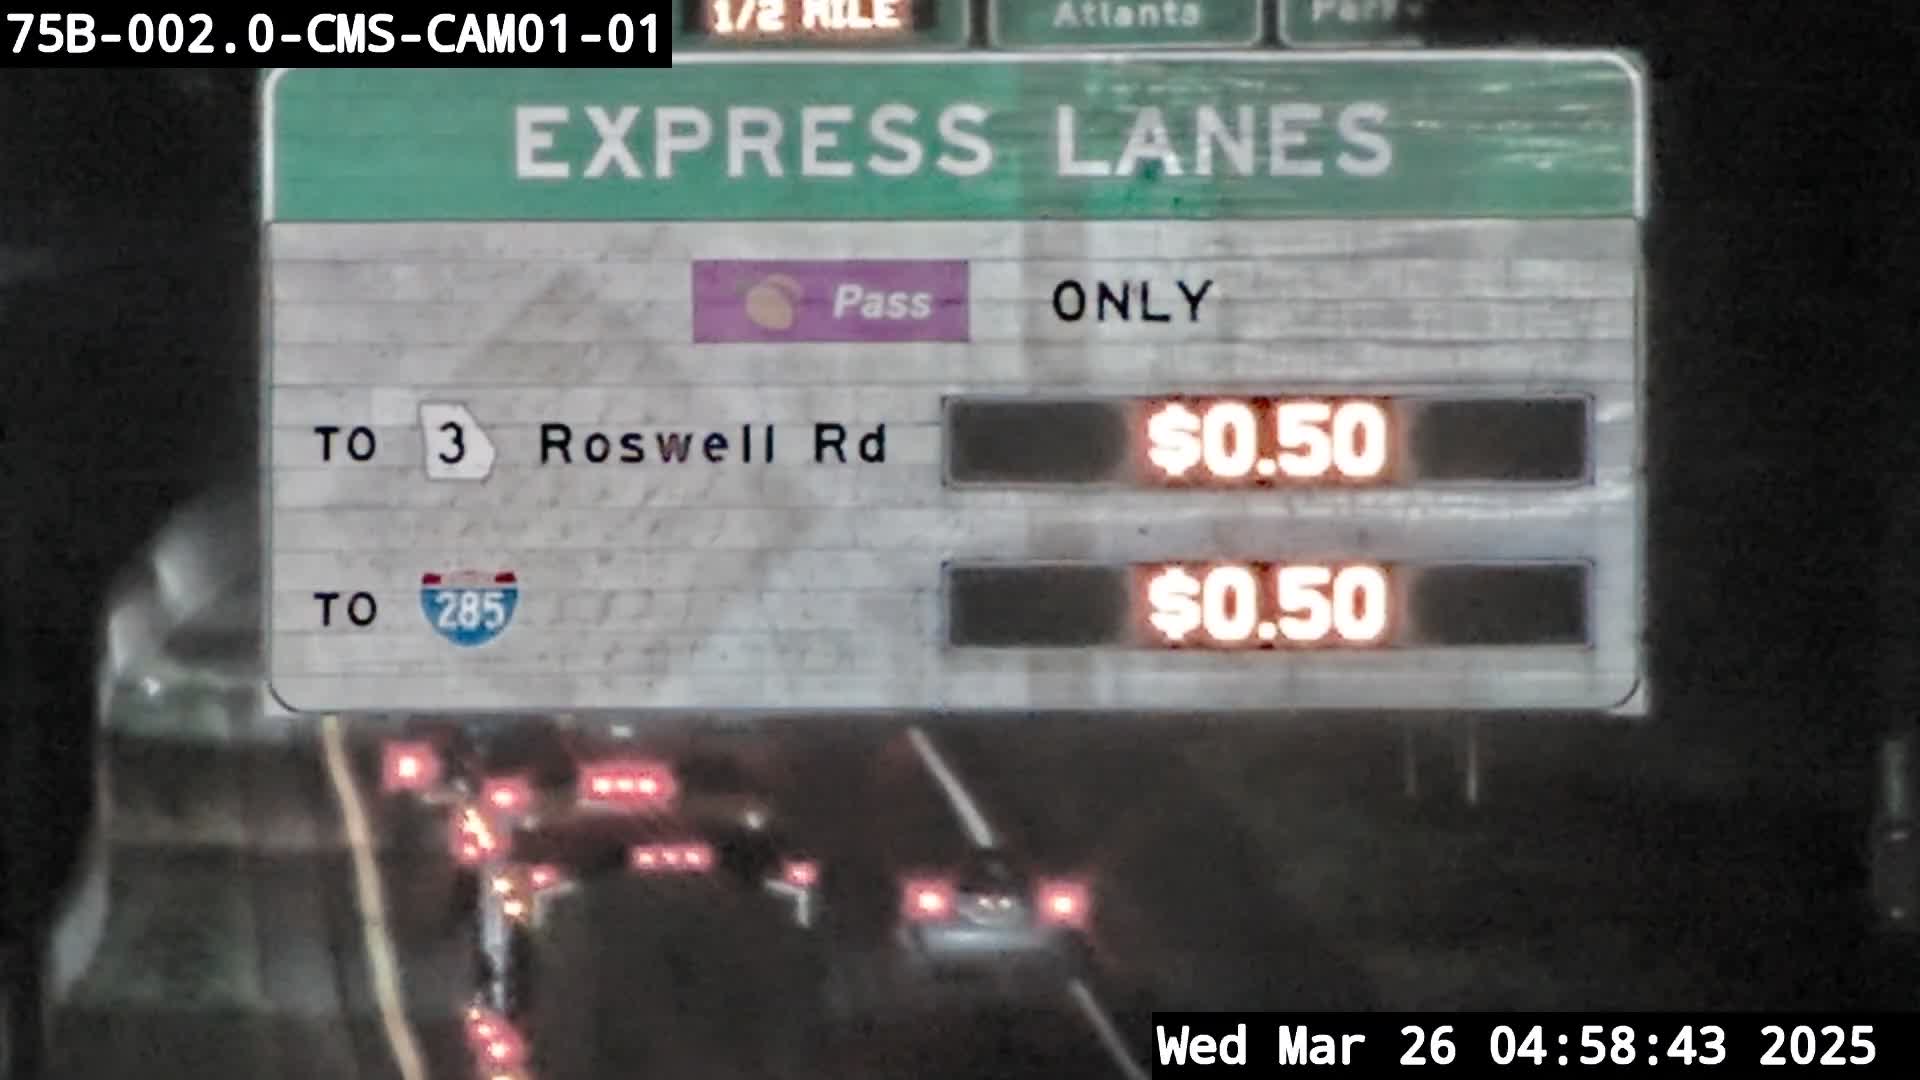 75B-002.0-CMS-CAM01-01
1/2 MILE
Atlanta
EXPRESS LANES
Pass ONLY
TO 3 Roswell Rd $0.50
TO 285 $0.50
Wed Mar 26 04:58:43 2025